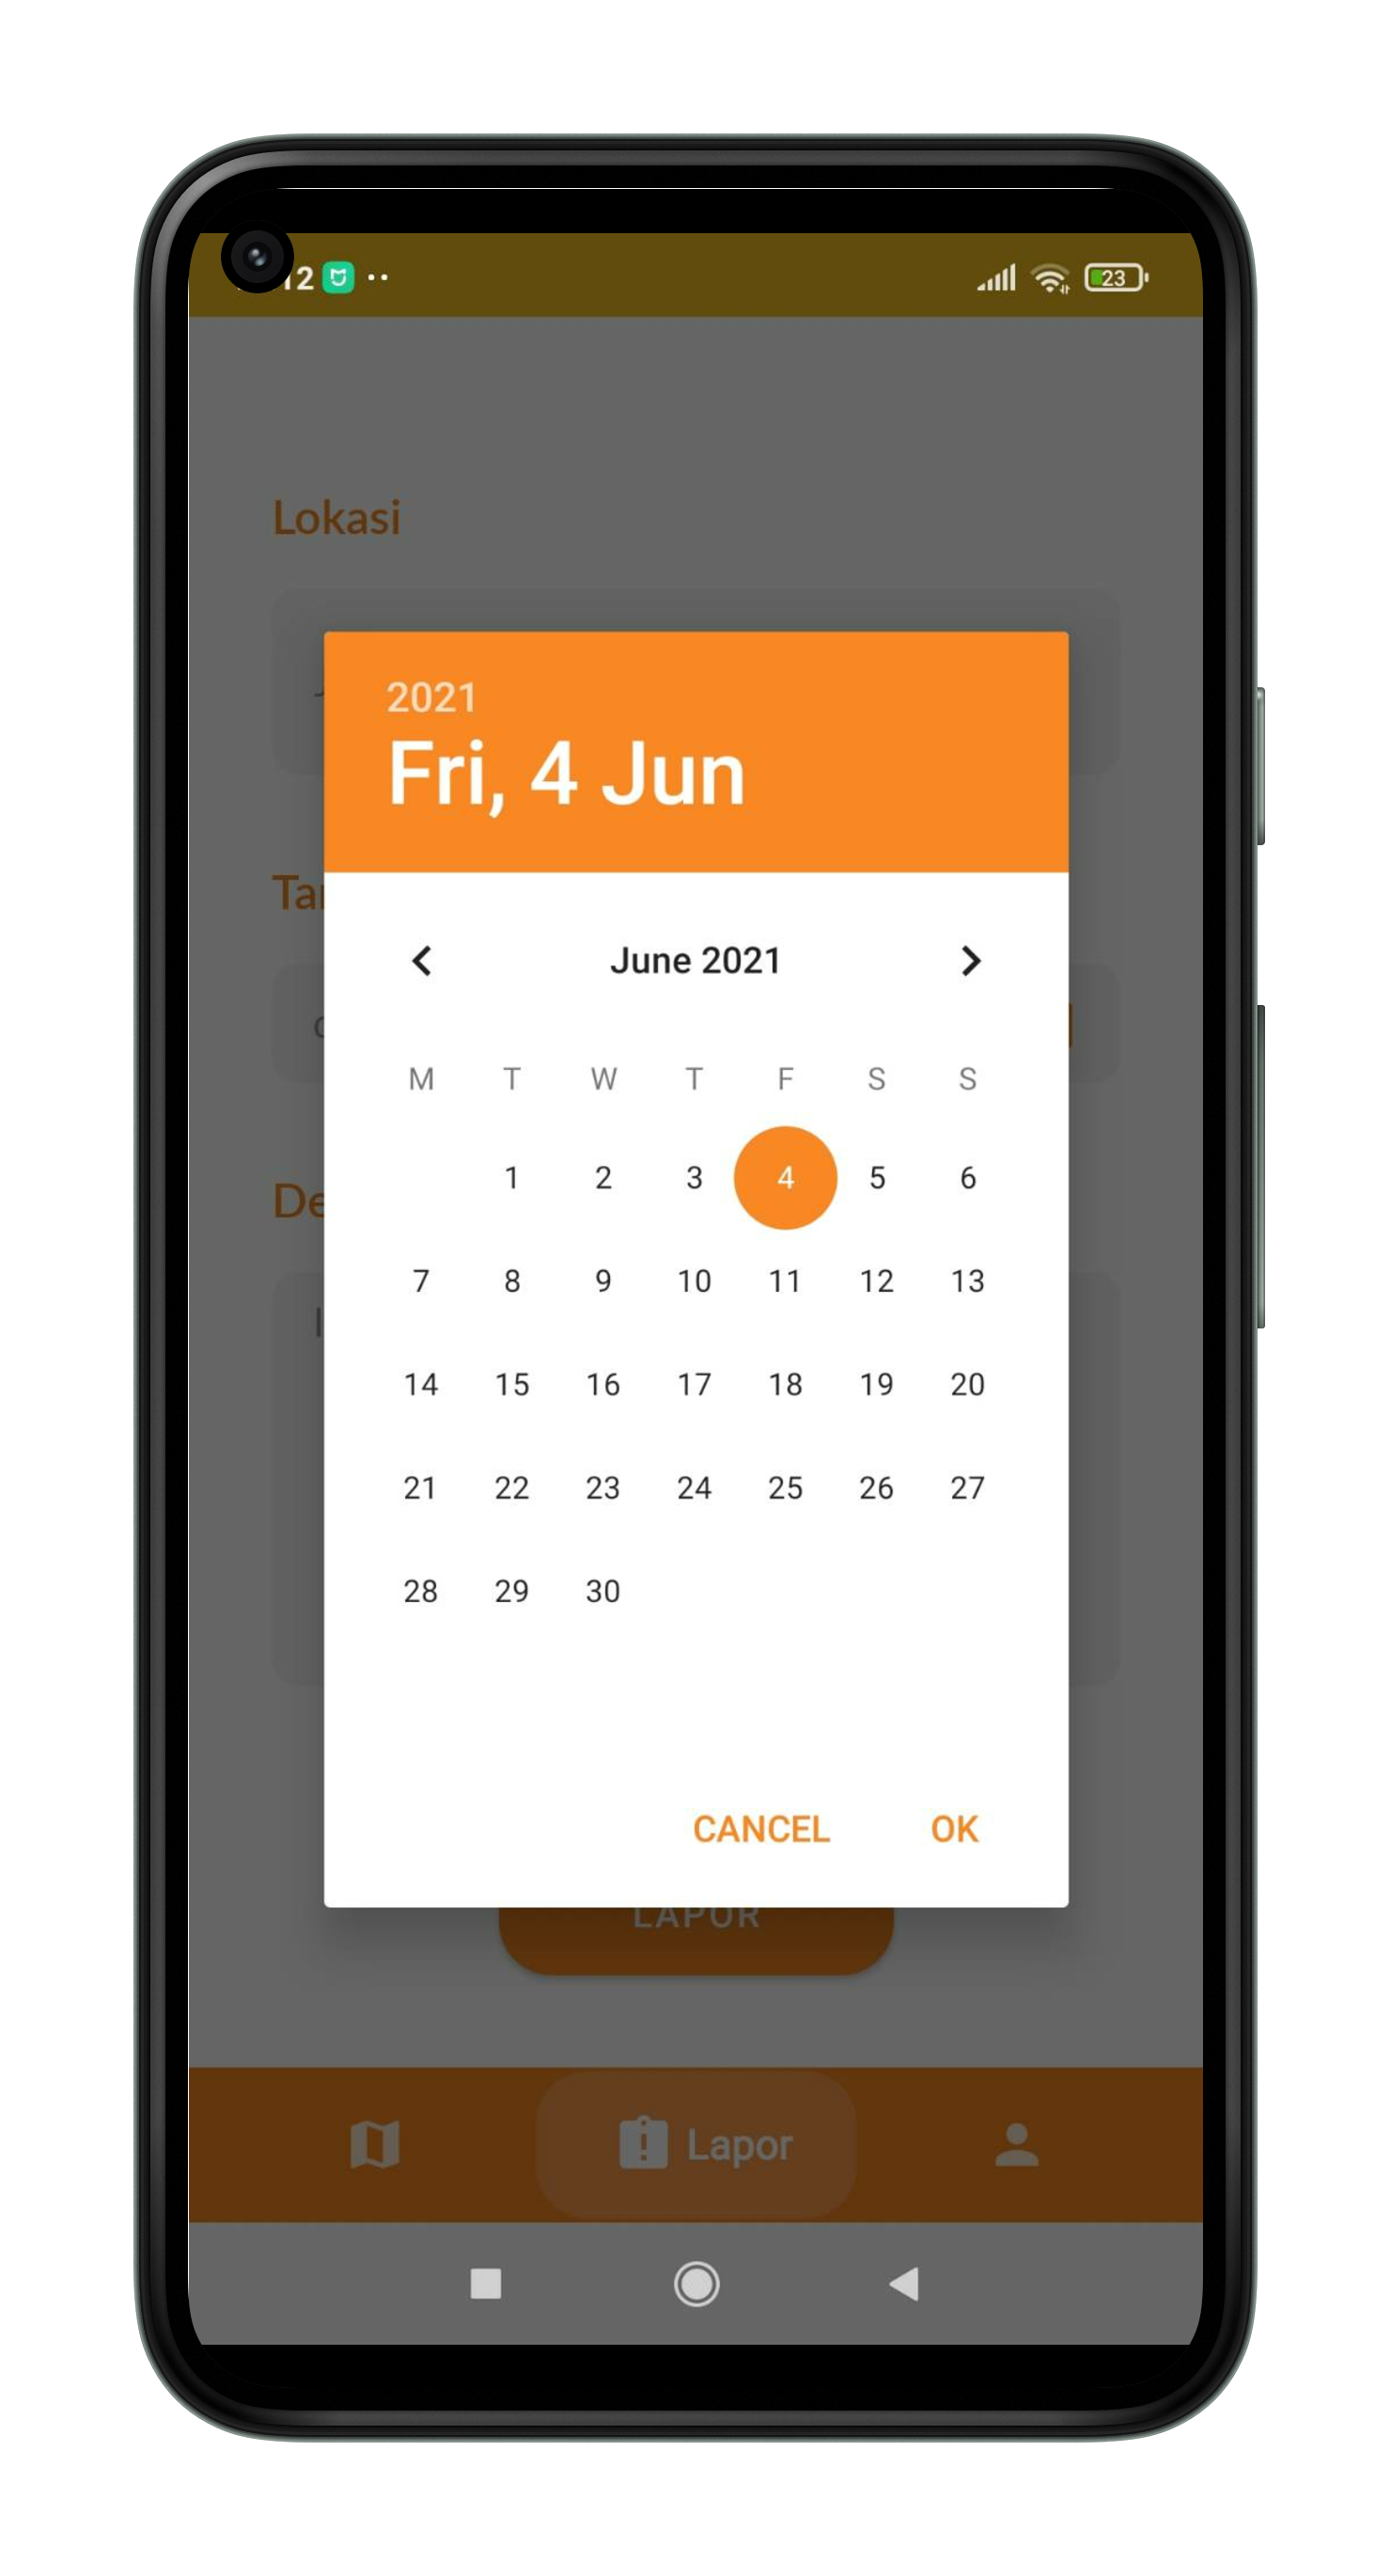 12
23
Lokasi
2021
Fri, 4 Jun
June 2021
M T W T F S S
1 2 3 4 5 6
7 8 9 10 11 12 13
14 15 16 17 18 19 20
21 22 23 24 25 26 27
28 29 30
CANCEL OK
LAPOR
Lapor